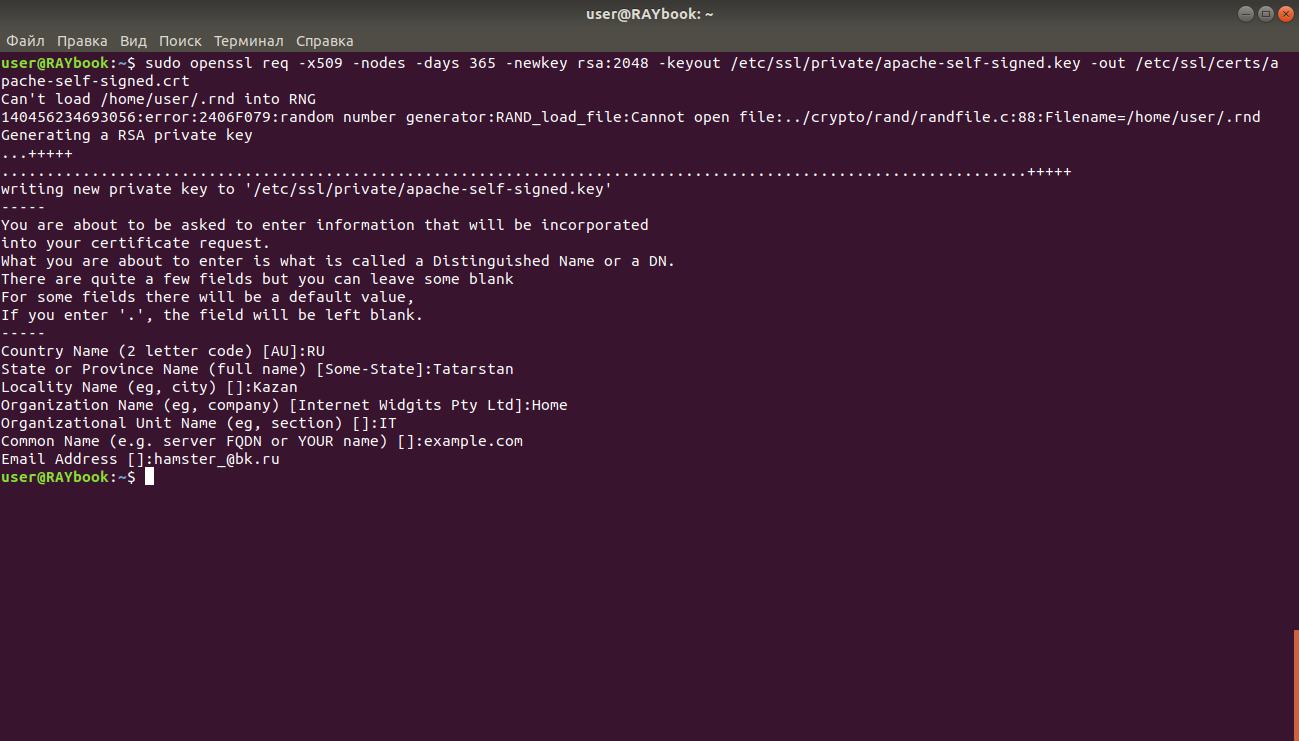 user@RAYbook: ~
Файл Правка Вид Поиск Терминал Справка
user@RAYbook:~$ sudo openssl req -x509 -nodes -days 365 -newkey rsa:2048 -keyout /etc/ssl/private/apache-self-signed.key -out /etc/ssl/certs/a
pache-self-signed.crt
Can't load /home/user/.rnd into RNG
140456234693056:error:2406F079:random number generator:RAND_load_file:Cannot open file:../crypto/rand/randfile.c:88:Filename=/home/user/.rnd
Generating a RSA private key
...+++++
..................................................................................................................+++++
writing new private key to '/etc/ssl/private/apache-self-signed.key'
-----
You are about to be asked to enter information that will be incorporated
into your certificate request.
What you are about to enter is what is called a Distinguished Name or a DN.
There are quite a few fields but you can leave some blank
For some fields there will be a default value,
If you enter '.', the field will be left blank.
-----
Country Name (2 letter code) [AU]:RU
State or Province Name (full name) [Some-State]:Tatarstan
Locality Name (eg, city) []:Kazan
Organization Name (eg, company) [Internet Widgits Pty Ltd]:Home
Organizational Unit Name (eg, section) []:IT
Common Name (e.g. server FQDN or YOUR name) []:example.com
Email Address []:hamster_@bk.ru
user@RAYbook:~$